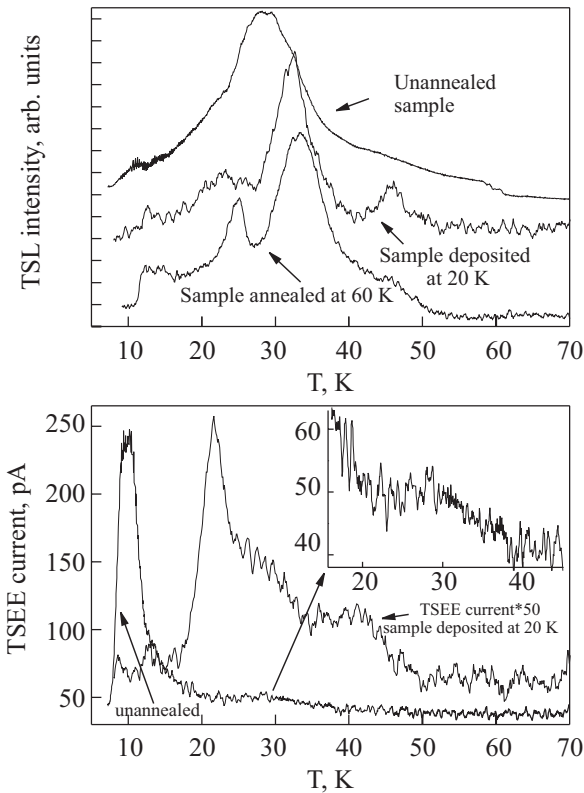 TSL intensity, arb. units
Unannealed
sample
Sample deposited
at 20 K
Sample annealed at 60 K
10 20 30 40 50 60 70
T, K
TSEE current, pA
250
200
150
100
50
60
50
40
20 30 40
TSEE current*50
sample deposited at 20 K
unannealed
10 20 30 40 50 60 70
T, K